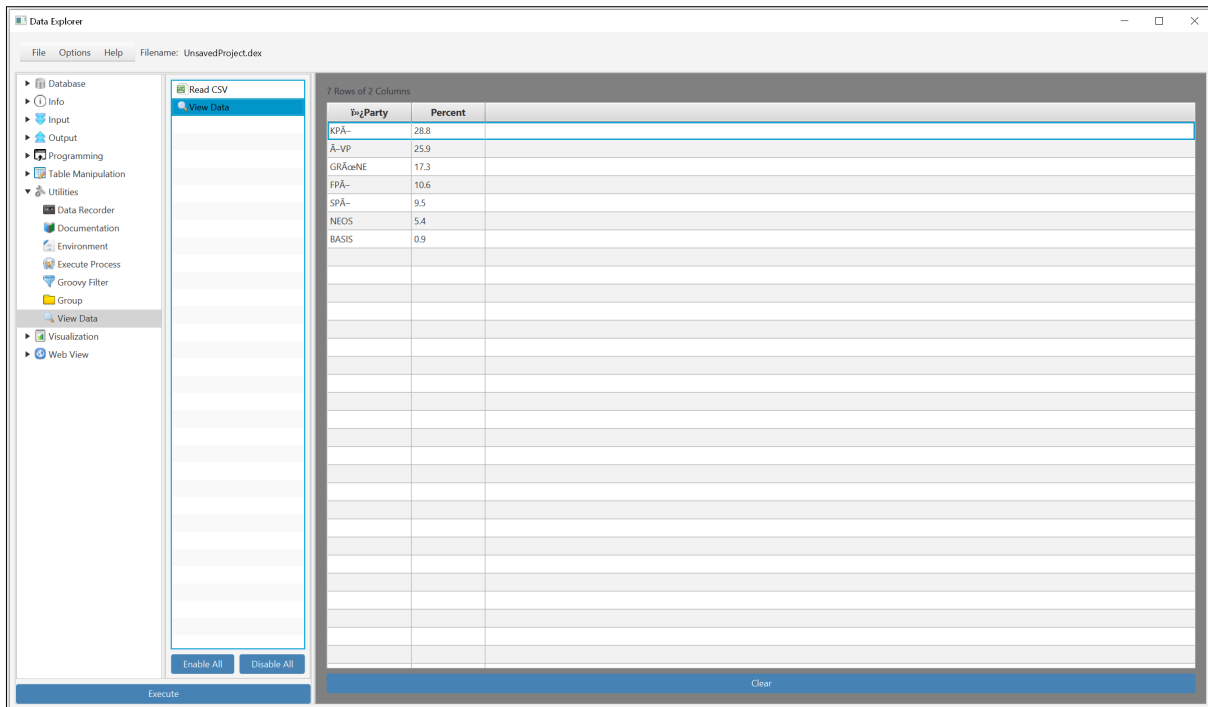 Data Explorer
File Options Help Filename: UnsavedProject.dex
Database
Info
Input
Output
Programming
Table Manipulation
Utilities
Data Recorder
Documentation
Environment
Execute Process
Groovy Filter
Group
View Data
Visualization
Web View
Execute
Read CSV
View Data
Enable All Disable All
7 Rows of 2 Columns
ï»¿Party Percent
KPÃ– 28.8
Ã–VP 25.9
GRÃœNE 17.3
FPÃ– 10.6
SPÃ– 9.5
NEOS 5.4
BASIS 0.9
Clear